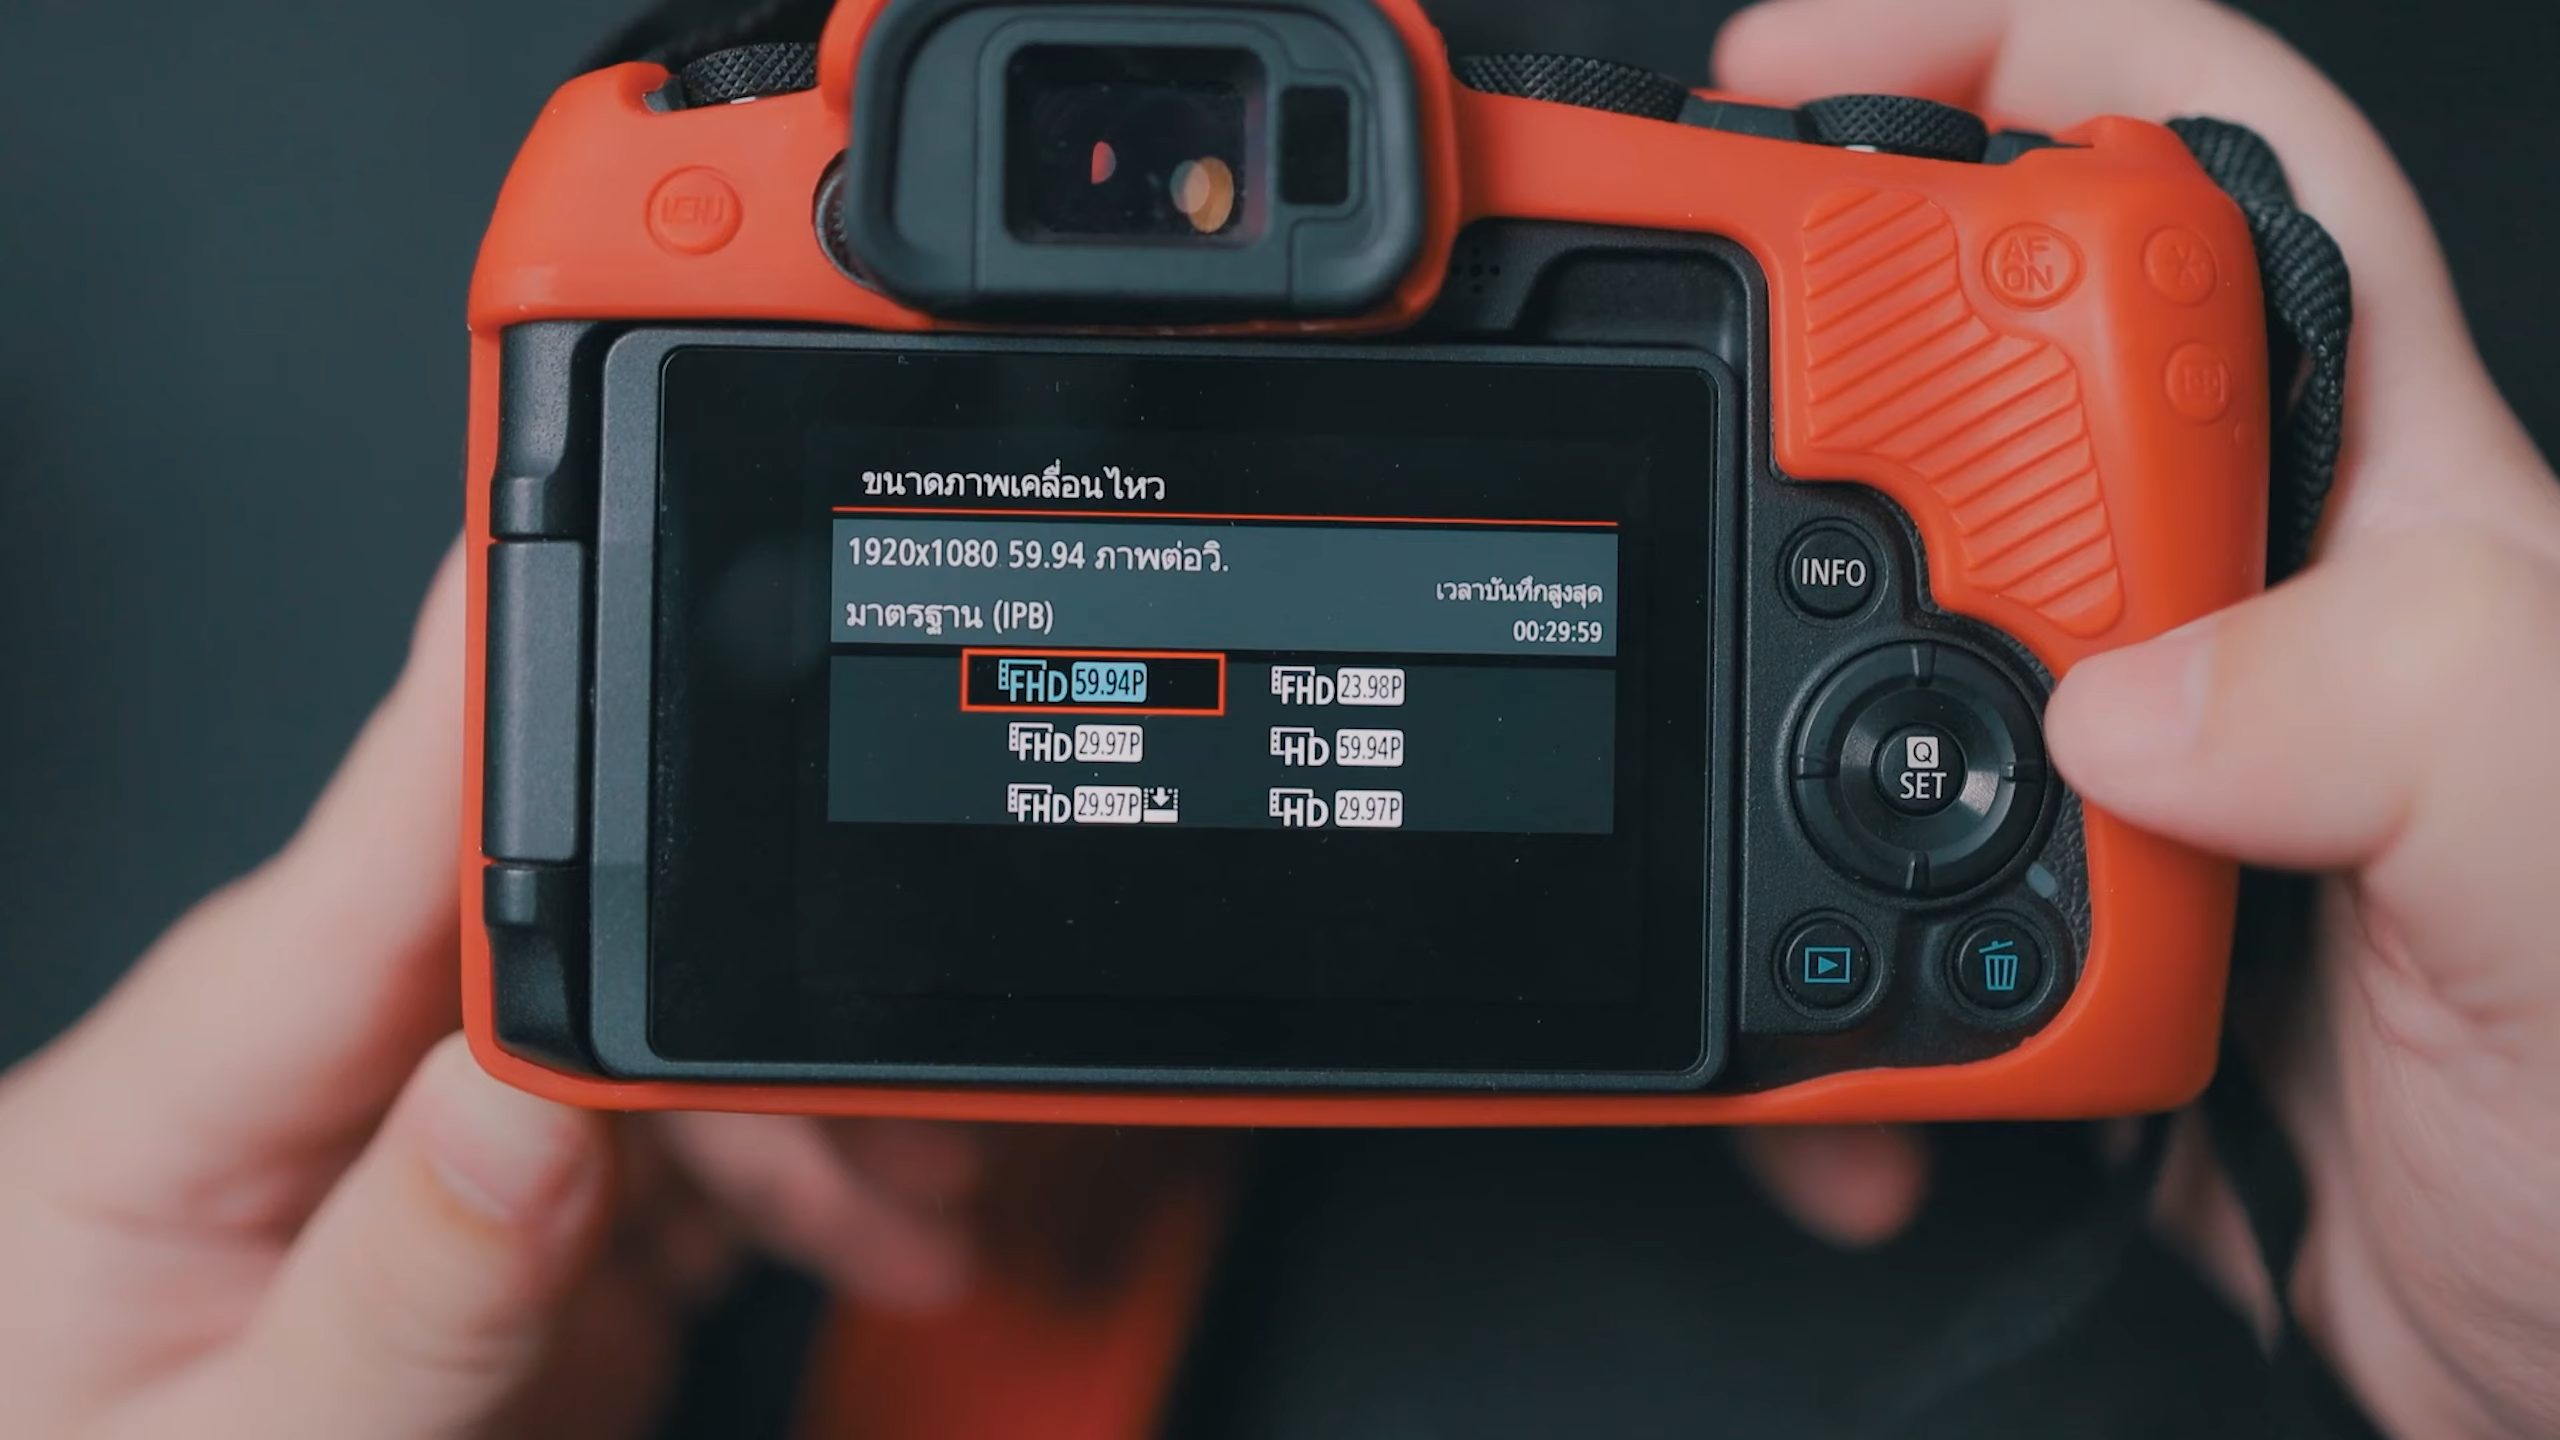 MENU
AF
ON
ขนาดภาพเคลื่อนไหว
1920x1080 59.94 ภาพต่อวิ.
มาตรฐาน (IPB)
เวลาบันทึกสูงสุด
00:29:59
FHD 59.94P
FHD 23.98P
FHD 29.97P
HD 59.94P
FHD 29.97P
HD 29.97P
INFO
Q
SET